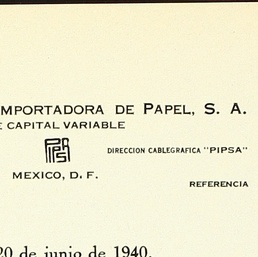 IMPORTADORA DE PAPEL, S. A.
E CAPITAL VARIABLE
PIPSA
DIRECCION CABLEGRAFICA "PIPSA"
MEXICO, D. F.
REFERENCIA
20 de junio de 1940.